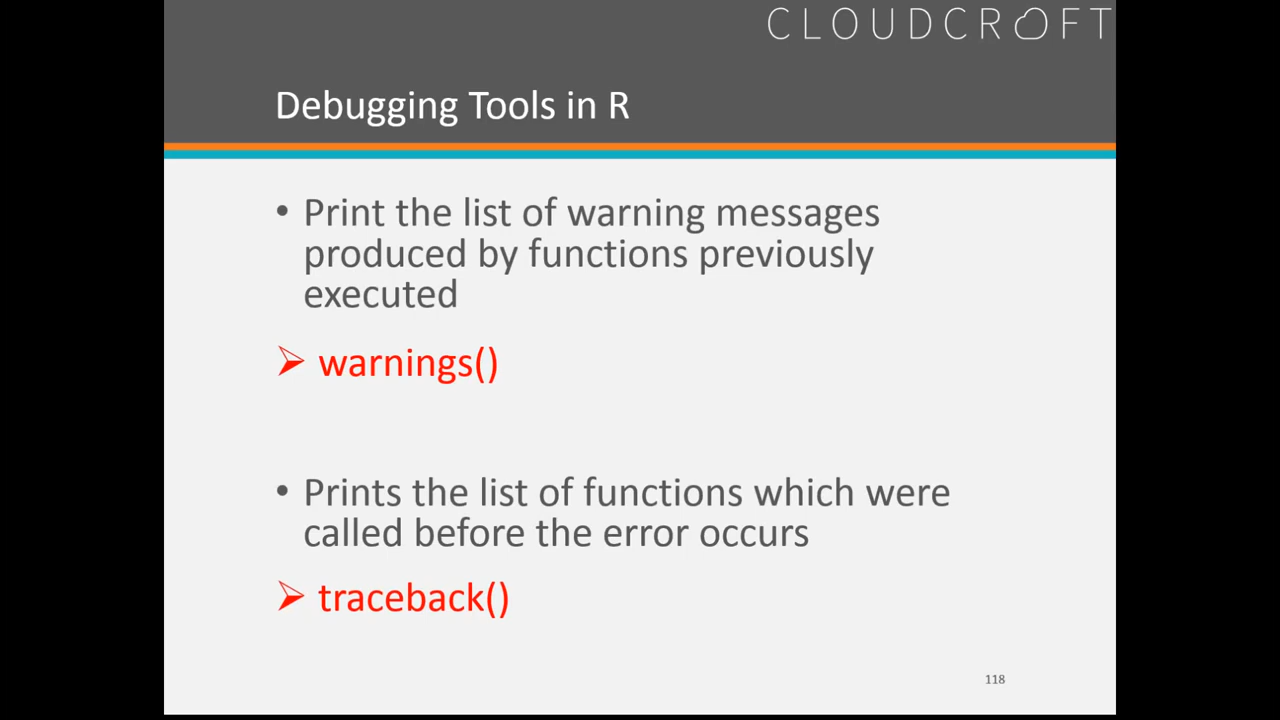 CLOUDCROFT
Debugging Tools in R
• Print the list of warning messages
produced by functions previously
executed
➢ warnings()
• Prints the list of functions which were
called before the error occurs
➢ traceback()
118